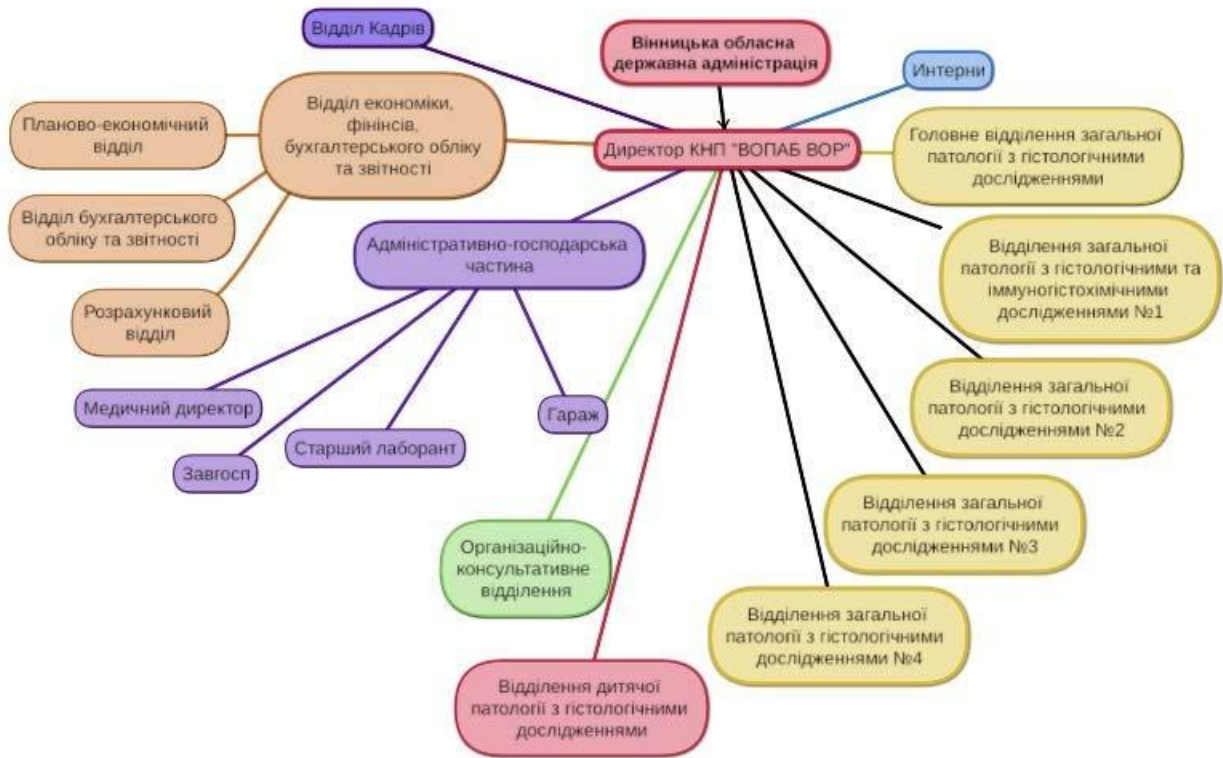 Відділ Кадрів
Вінницька обласна
державна адміністрація
Интерни
Відділ економіки,
фінінсів,
бухгалтерського обліку
та звітності
Планово-економічний
відділ
Директор КНП "ВОПАБ ВОР"
Головне відділення загальної
патології з гістологічними
дослідженнями
Відділ бухгалтерського
обліку та звітності
Адміністративно-господарська
частина
Відділення загальної
патології з гістологічними та
іммуногістохімічними
дослідженнями №1
Розрахунковий
відділ
Відділення загальної
патології з гістологічними
дослідженнями №2
Медичний директор
Гараж
Старший лаборант
Завгосп
Відділення загальної
патології з гістологічними
дослідженнями №3
Організаційно-
консультативне
відділення
Відділення загальної
патології з гістологічними
дослідженнями №4
Відділення дитячої
патології з гістологічними
дослідженнями